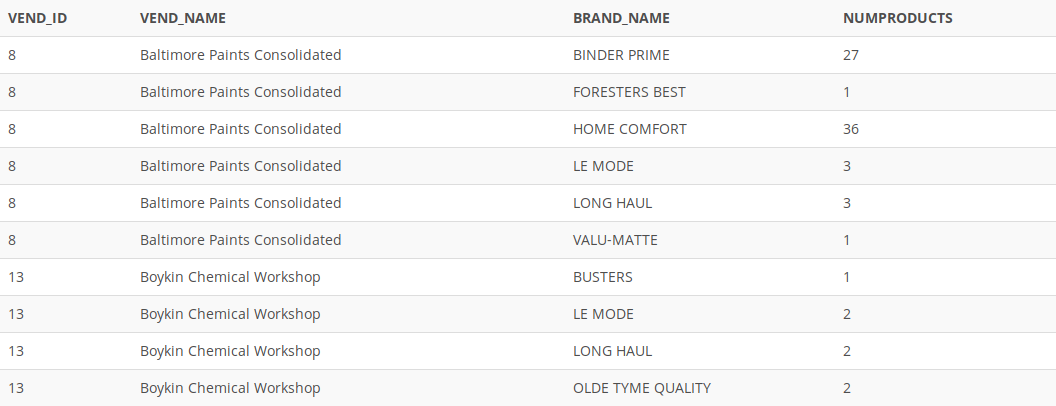 VEND_ID VEND_NAME BRAND_NAME NUMPRODUCTS
8 Baltimore Paints Consolidated BINDER PRIME 27
8 Baltimore Paints Consolidated FORESTERS BEST 1
8 Baltimore Paints Consolidated HOME COMFORT 36
8 Baltimore Paints Consolidated LE MODE 3
8 Baltimore Paints Consolidated LONG HAUL 3
8 Baltimore Paints Consolidated VALU-MATTE 1
13 Boykin Chemical Workshop BUSTERS 1
13 Boykin Chemical Workshop LE MODE 2
13 Boykin Chemical Workshop LONG HAUL 2
13 Boykin Chemical Workshop OLDE TYME QUALITY 2